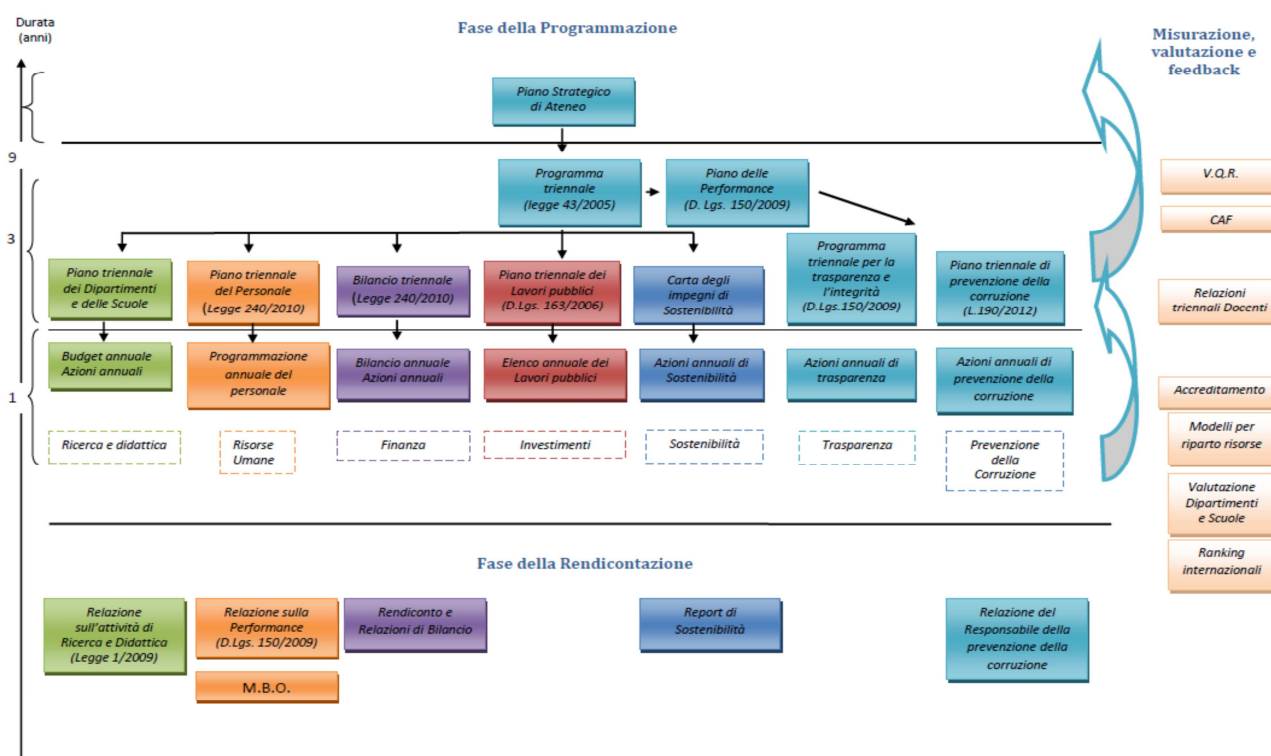 Durata
(anni)
Fase della Programmazione
Misurazione,
valutazione e
feedback
Piano Strategico
di Ateneo
9
Programma
triennale
(legge 43/2005)
Piano delle
Performance
(D. Lgs. 150/2009)
V.Q.R.
CAF
3
Piano triennale
dei Dipartimenti
e delle Scuole
Piano triennale
del Personale
(Legge 240/2010)
Bilancio triennale
(Legge 240/2010)
Piano triennale dei
Lavori pubblici
(D.Lgs. 163/2006)
Carta degli
impegni di
Sostenibilità
Programma
triennale per la
trasparenza e
l'integrità
(D.Lgs.150/2009)
Piano triennale di
prevenzione della
corruzione
(L.190/2012)
Relazioni
triennali Docenti
1
Budget annuale
Azioni annuali
Programmazione
annuale del
personale
Bilancio annuale
Azioni annuali
Elenco annuale dei
Lavori pubblici
Azioni annuali di
Sostenibilità
Azioni annuali di
trasparenza
Azioni annuali di
prevenzione della
corruzione
Accreditamento
Modelli per
riparto risorse
Ricerca e didattica
Risorse
Umane
Finanza
Investimenti
Sostenibilità
Trasparenza
Prevenzione
della
Corruzione
Valutazione
Dipartimenti
e Scuole
Ranking
internazionali
Fase della Rendicontazione
Relazione
sull'attività di
Ricerca e Didattica
(Legge 1/2009)
Relazione sulla
Performance
(D.Lgs. 150/2009)
M.B.O.
Rendiconto e
Relazioni di Bilancio
Report di
Sostenibilità
Relazione del
Responsabile della
prevenzione della
corruzione